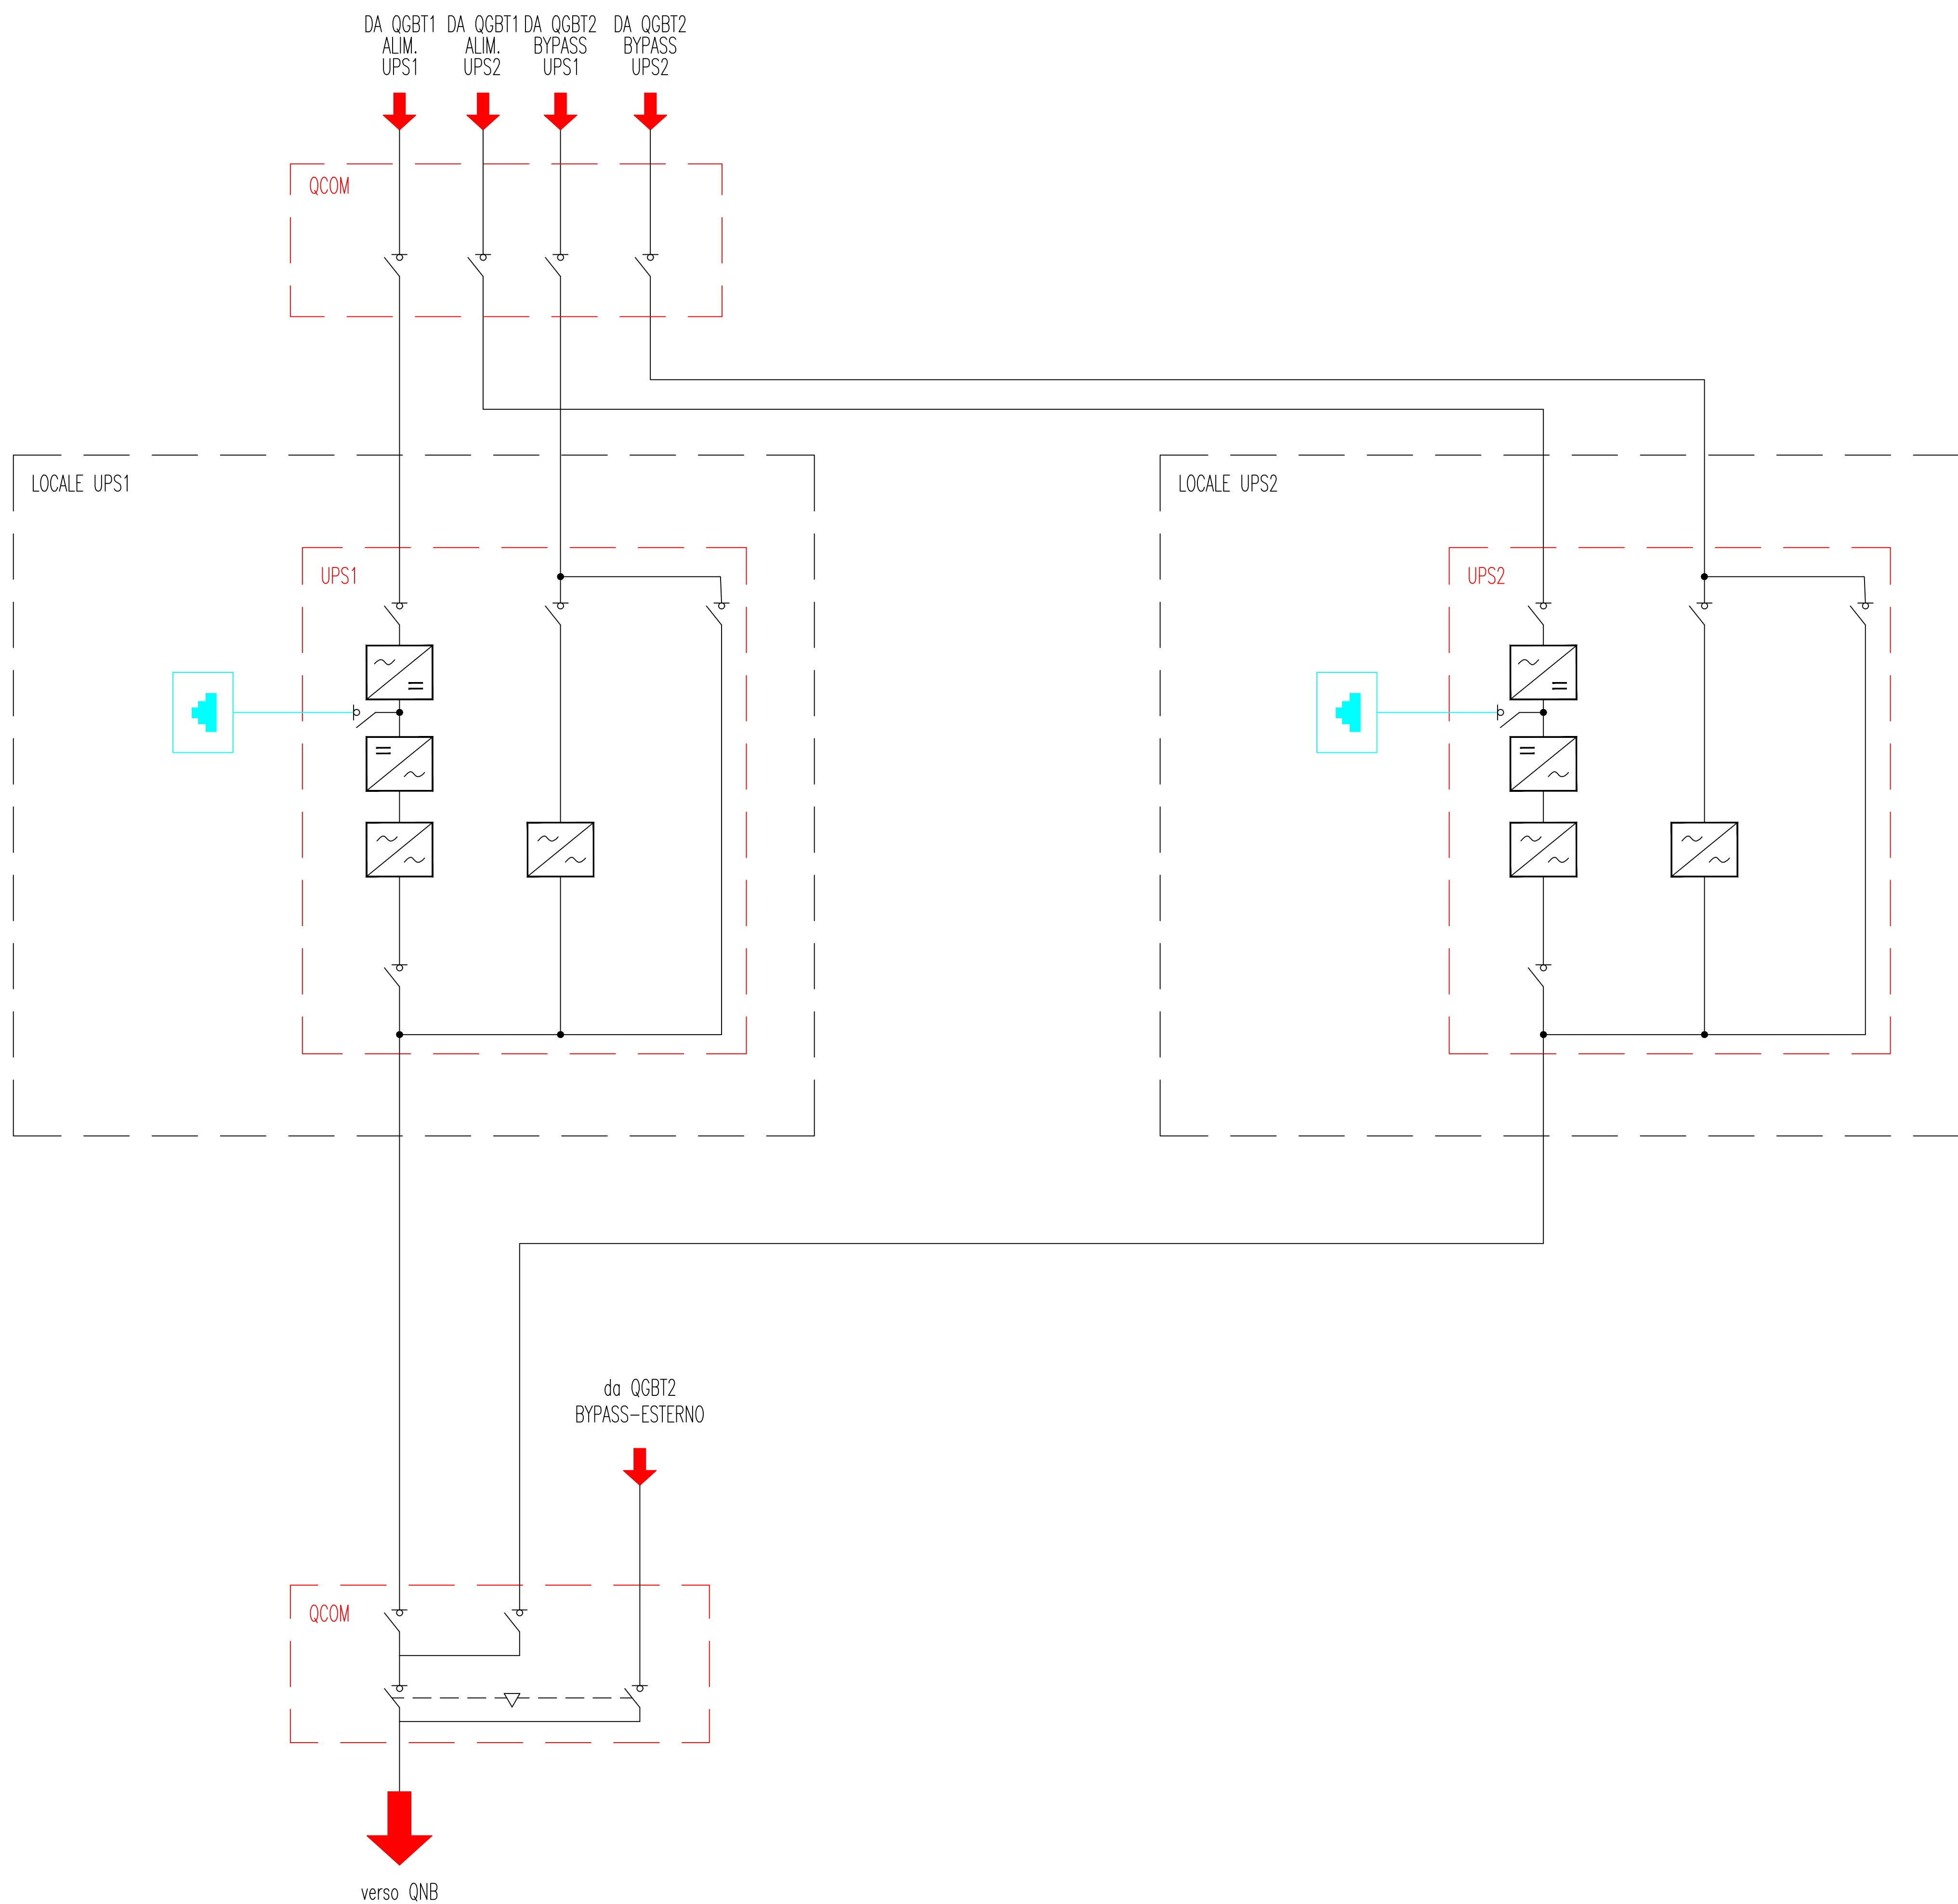 DA QGBT1
ALIM.
UPS1
DA QGBT1
ALIM.
UPS2
DA QGBT2
BYPASS
UPS1
DA QGBT2
BYPASS
UPS2
QCOM
LOCALE UPS1
LOCALE UPS2
UPS1
UPS2
da QGBT2
BYPASS-ESTERNO
QCOM
verso QNB